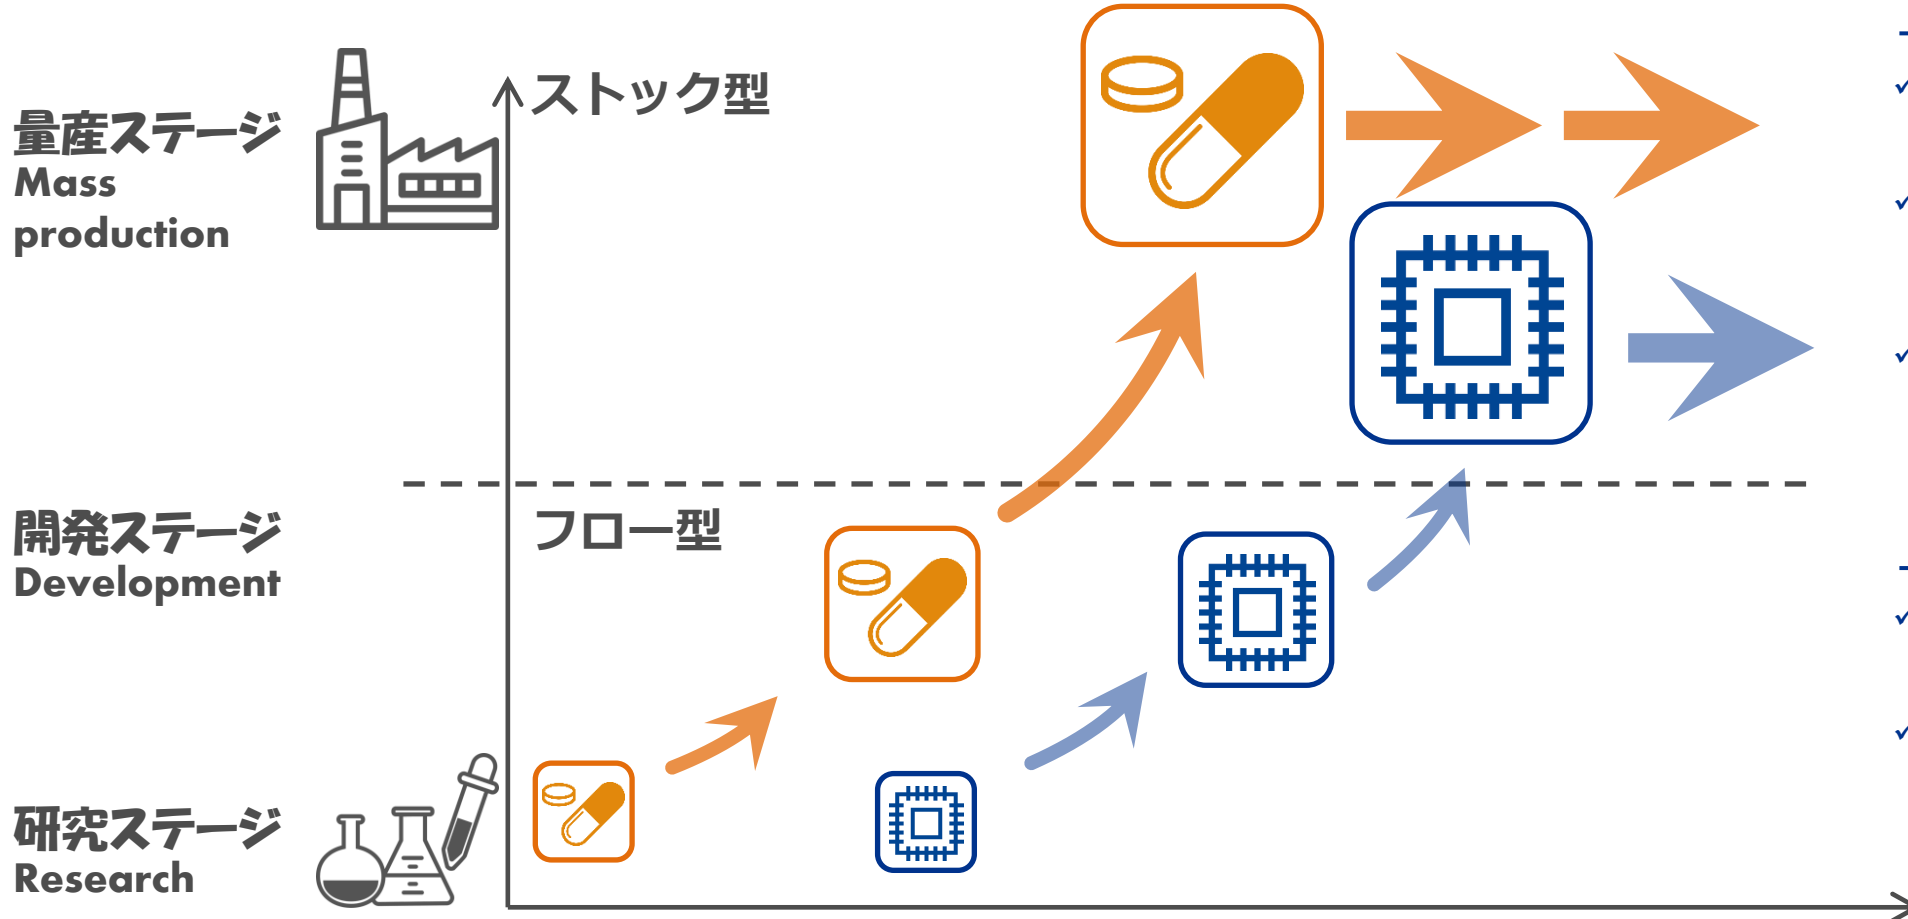 量産ステージ
Mass
production
ストック型
開発ステージ
Development
フロー型
研究ステージ
Research